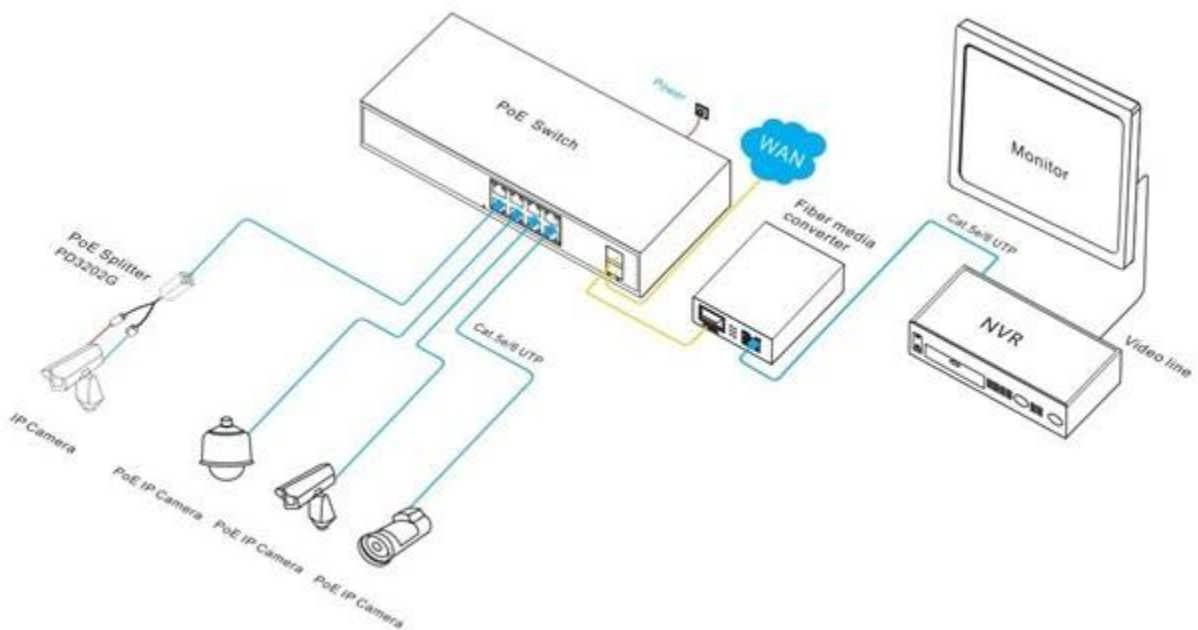 PoE Switch
Power
WAN
Monitor
Fiber media
converter
Cat.5e/6 UTP
NVR
Video line
PoE Splitter
PD3202G
Cat.5e/6 UTP
IP Camera
PoE IP Camera
PoE IP Camera
PoE IP Camera